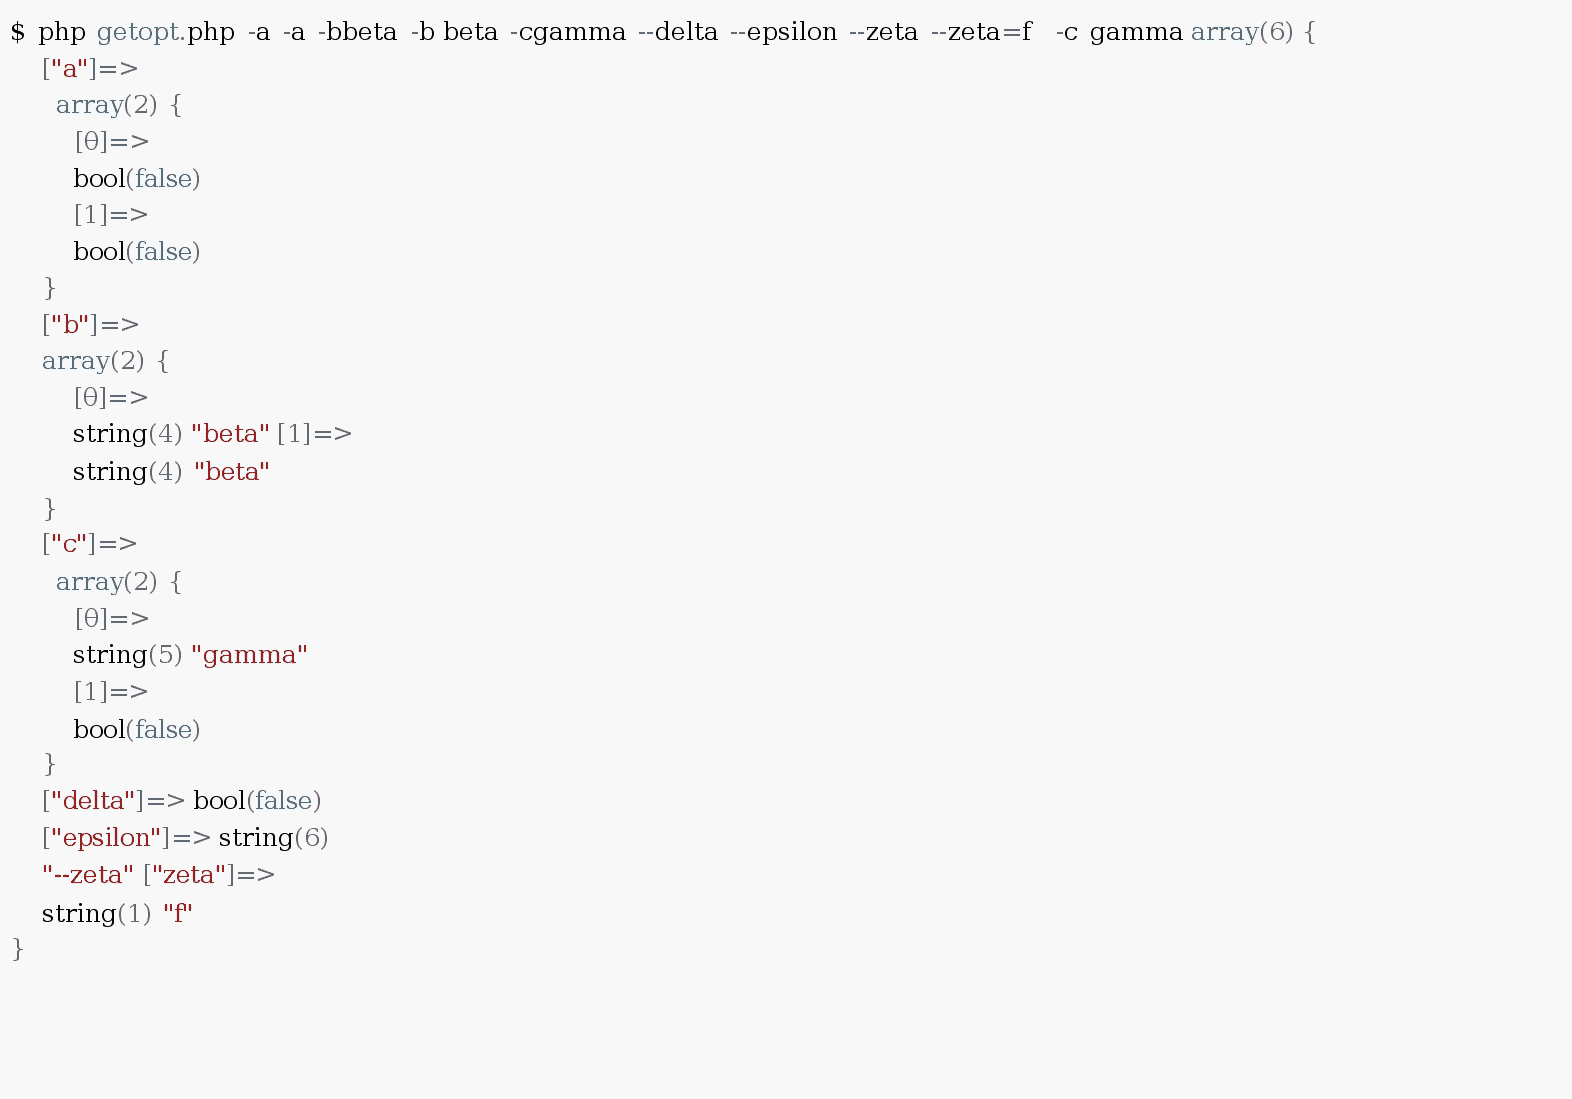 $ php getopt.php -a -a -bbeta -b beta -cgamma --delta --epsilon --zeta --zeta=f -c gamma array(6) {
["a"]=>
array(2) {
[θ]=>
bool(false)
[1]=>
bool(false)
}
["b"]=>
array(2) {
[θ]=>
string(4) "beta" [1]=>
string(4) "beta"
}
["c"]=>
array(2) {
[θ]=>
string(5) "gamma"
[1]=>
bool(false)
}
["delta"]=> bool(false)
["epsilon"]=> string(6)
"--zeta" ["zeta"]=>
string(1) "f"
}